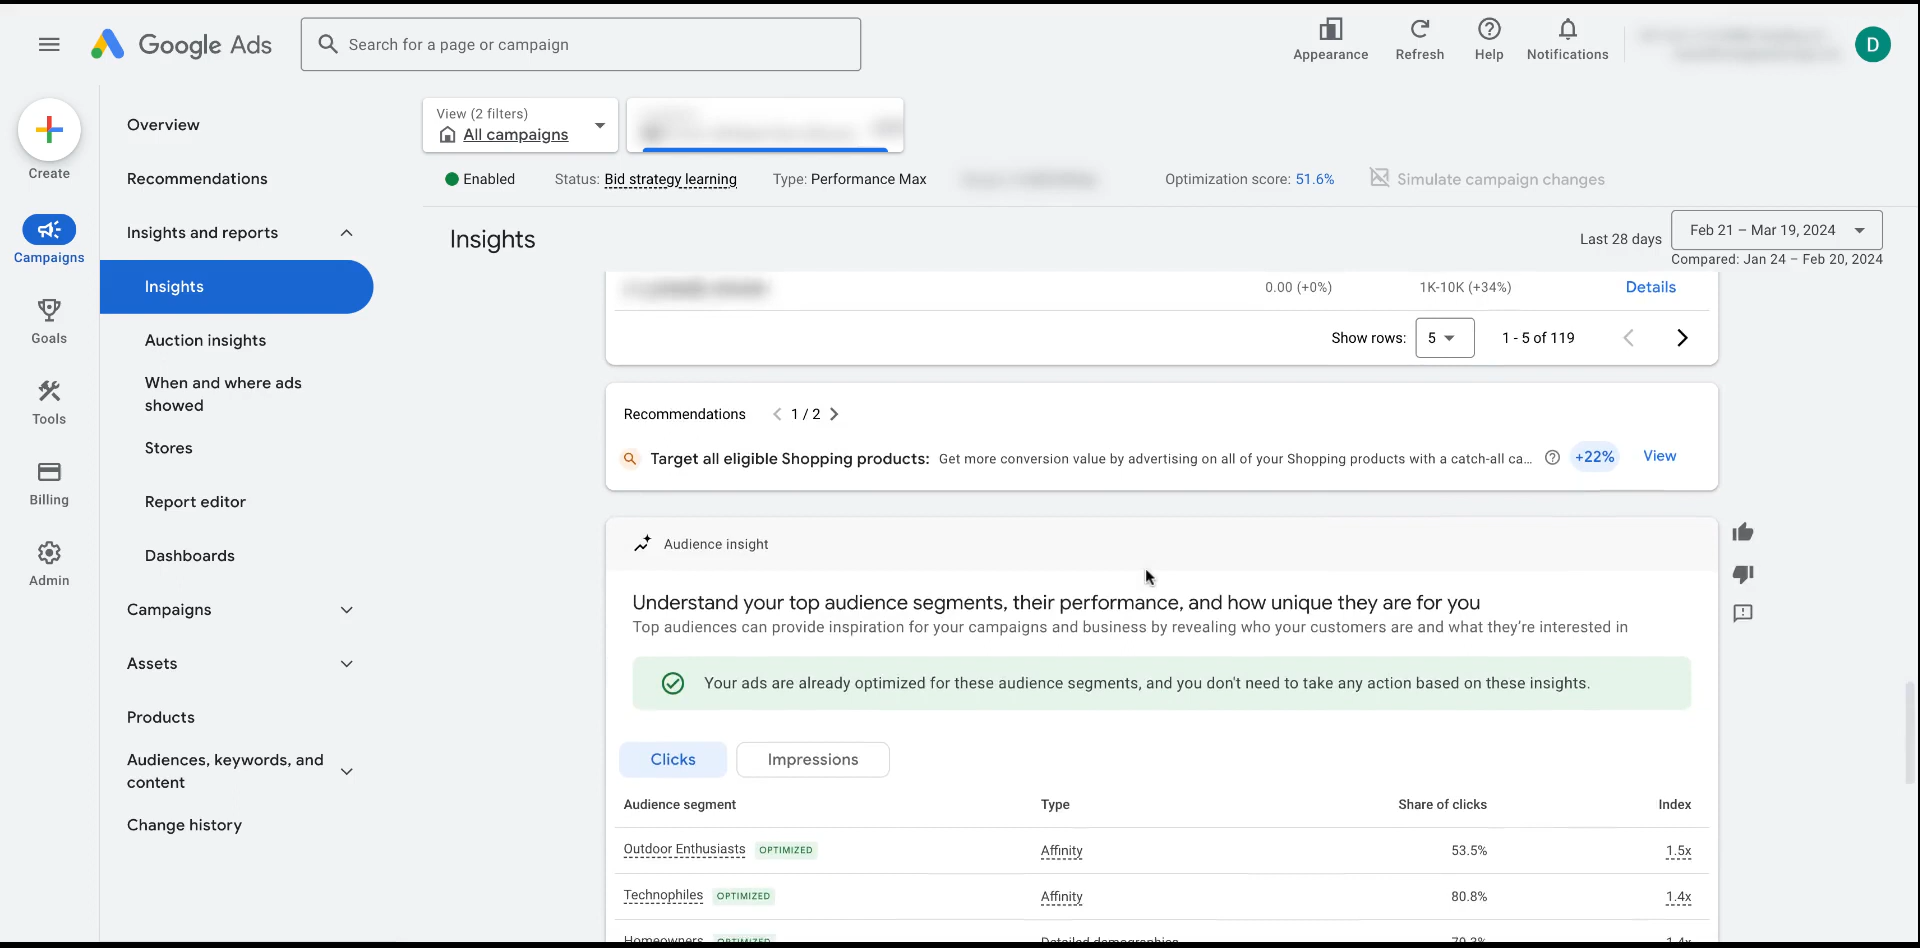 Google Ads
Search for a page or campaign
Appearance
Refresh
Help
Notifications
D
Create
Campaigns
Goals
Tools
Billing
Admin
Overview
Recommendations
Insights and reports
Insights
Auction insights
When and where ads
showed
Stores
Report editor
Dashboards
Campaigns
Assets
Products
Audiences, keywords, and
content
Change history
View (2 filters)
All campaigns
Enabled
Status: Bid strategy learning
Type: Performance Max
Optimization score: 51.6%
Simulate campaign changes
Insights
Last 28 days
Feb 21 – Mar 19, 2024
Compared: Jan 24 – Feb 20, 2024
0.00 (+0%) 1K-10K (+34%) Details
Show rows: 5 1 - 5 of 119
Recommendations 1 / 2
Target all eligible Shopping products: Get more conversion value by advertising on all of your Shopping products with a catch-all ca... +22% View
Audience insight
Understand your top audience segments, their performance, and how unique they are for you
Top audiences can provide inspiration for your campaigns and business by revealing who your customers are and what they're interested in
Your ads are already optimized for these audience segments, and you don't need to take any action based on these insights.
Clicks Impressions
Audience segment Type Share of clicks Index
Outdoor Enthusiasts OPTIMIZED Affinity 53.5% 1.5x
Technophiles OPTIMIZED Affinity 80.8% 1.4x
Homeowners OPTIMIZED Detailed demographics 79.3% 1.4x